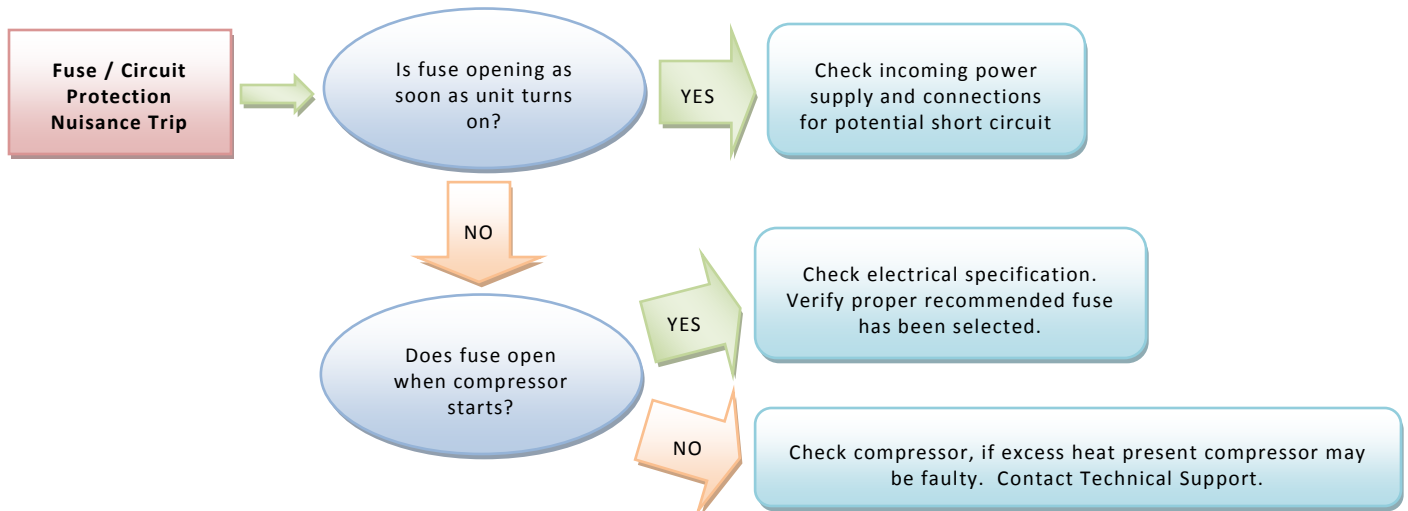 Fuse / Circuit
Protection
Nuisance Trip
Is fuse opening as
soon as unit turns
on?
YES
Check incoming power
supply and connections
for potential short circuit
NO
Does fuse open
when compressor
starts?
YES
Check electrical specification.
Verify proper recommended fuse
has been selected.
NO
Check compressor, if excess heat present compressor may
be faulty. Contact Technical Support.